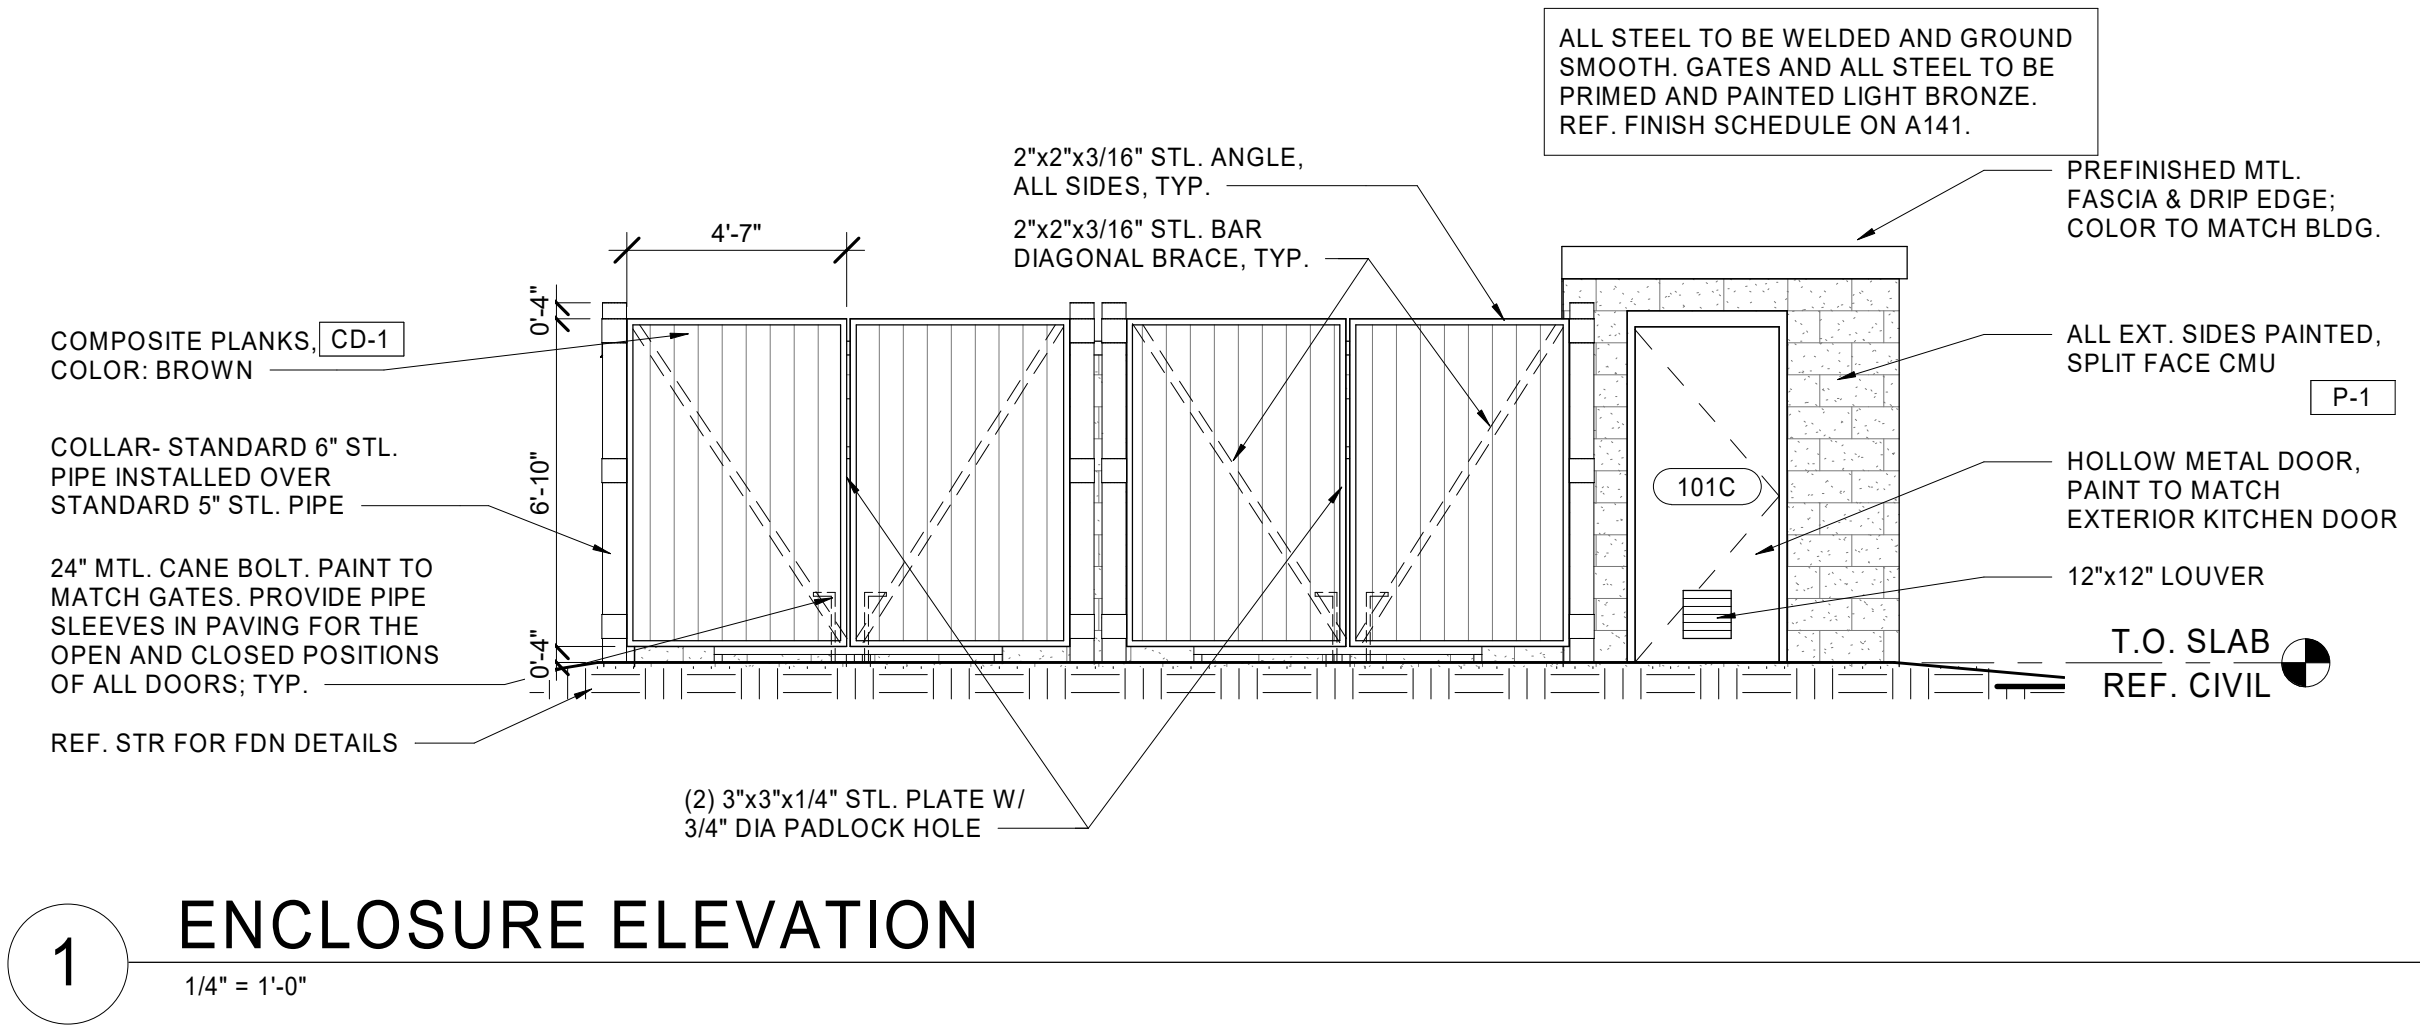 ALL STEEL TO BE WELDED AND GROUND
SMOOTH. GATES AND ALL STEEL TO BE
PRIMED AND PAINTED LIGHT BRONZE.
REF. FINISH SCHEDULE ON A141.
2"x2"x3/16" STL. ANGLE,
ALL SIDES, TYP.
2"x2"x3/16" STL. BAR
DIAGONAL BRACE, TYP.
PREFINISHED MTL.
FASCIA & DRIP EDGE;
COLOR TO MATCH BLDG.
4'-7"
0'-4"
6'-10"
0'-4"
COMPOSITE PLANKS, CD-1
COLOR: BROWN
COLLAR- STANDARD 6" STL.
PIPE INSTALLED OVER
STANDARD 5" STL. PIPE
24" MTL. CANE BOLT. PAINT TO
MATCH GATES. PROVIDE PIPE
SLEEVES IN PAVING FOR THE
OPEN AND CLOSED POSITIONS
OF ALL DOORS; TYP.
REF. STR FOR FDN DETAILS
ALL EXT. SIDES PAINTED,
SPLIT FACE CMU
P-1
HOLLOW METAL DOOR,
PAINT TO MATCH
EXTERIOR KITCHEN DOOR
101C
12"x12" LOUVER
T.O. SLAB
REF. CIVIL
(2) 3"x3"x1/4" STL. PLATE W/
3/4" DIA PADLOCK HOLE
1
ENCLOSURE ELEVATION
1/4" = 1'-0"